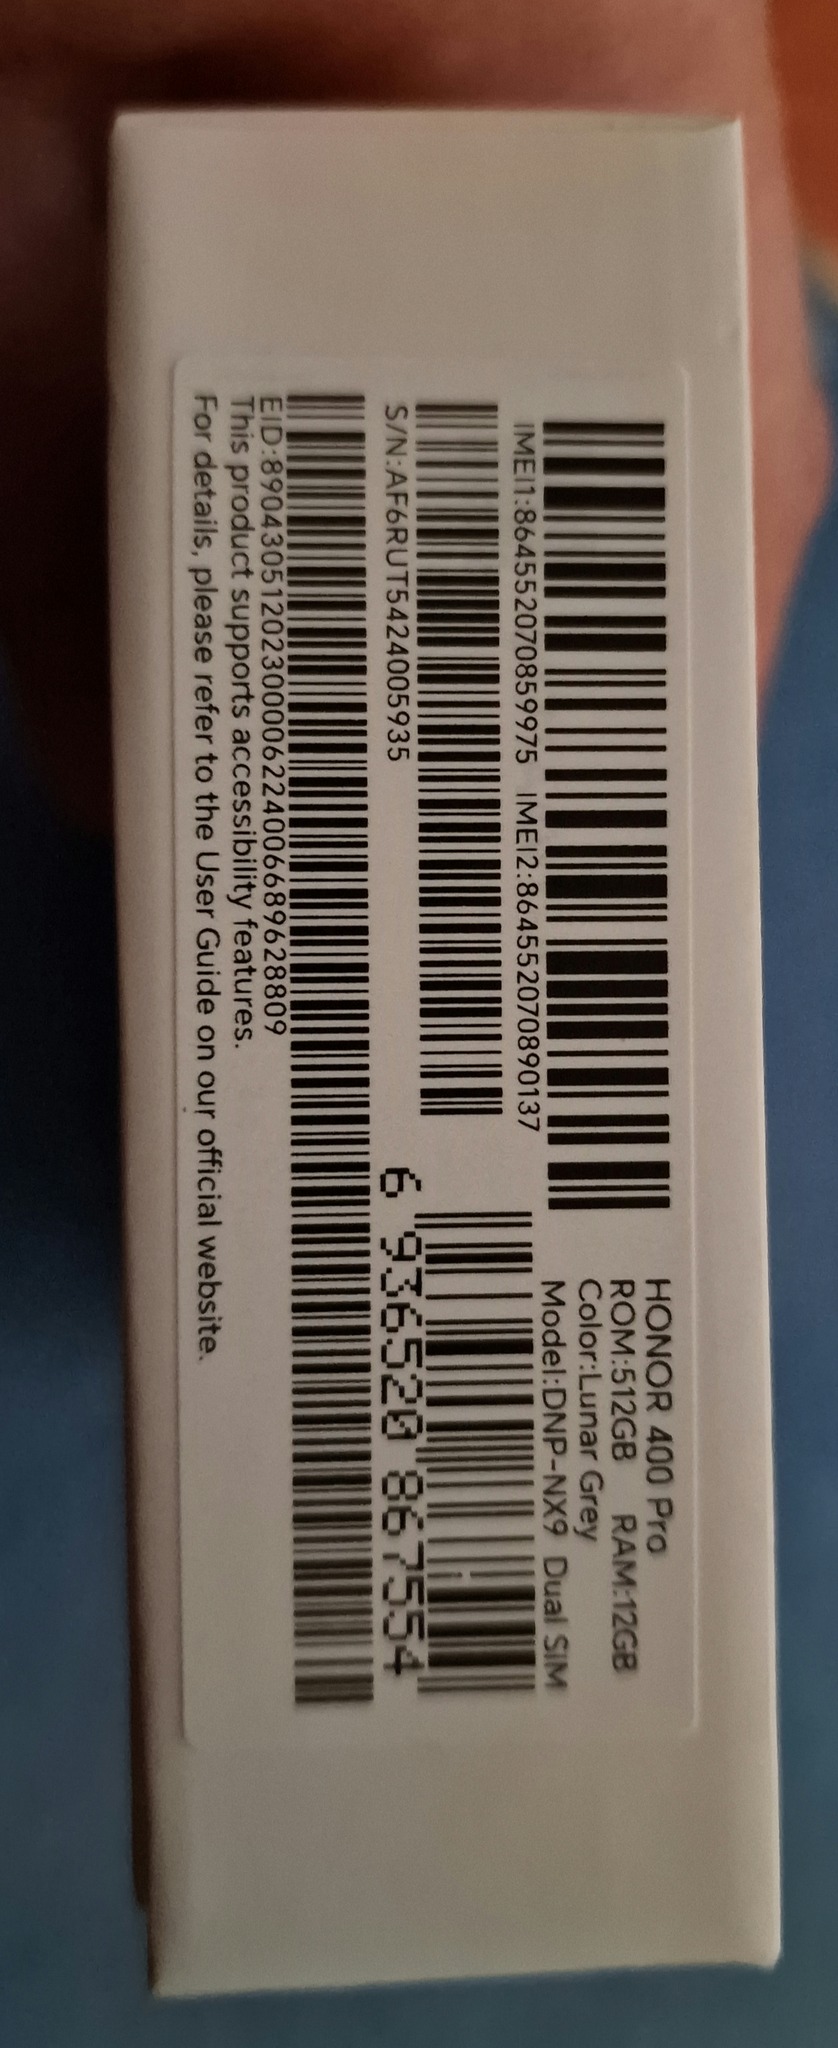 HONOR 400 Pro
ROM:512GB RAM:12GB
Color:Lunar Grey
Model:DNP-NX9 Dual SIM
IMEI1:864552070859975 IMEI2:864552070890137
S/N:AF6RUT5424005935
6 936520 867554
EID:89043051202300006224006689628809
This product supports accessibility features.
For details, please refer to the User Guide on our official website.